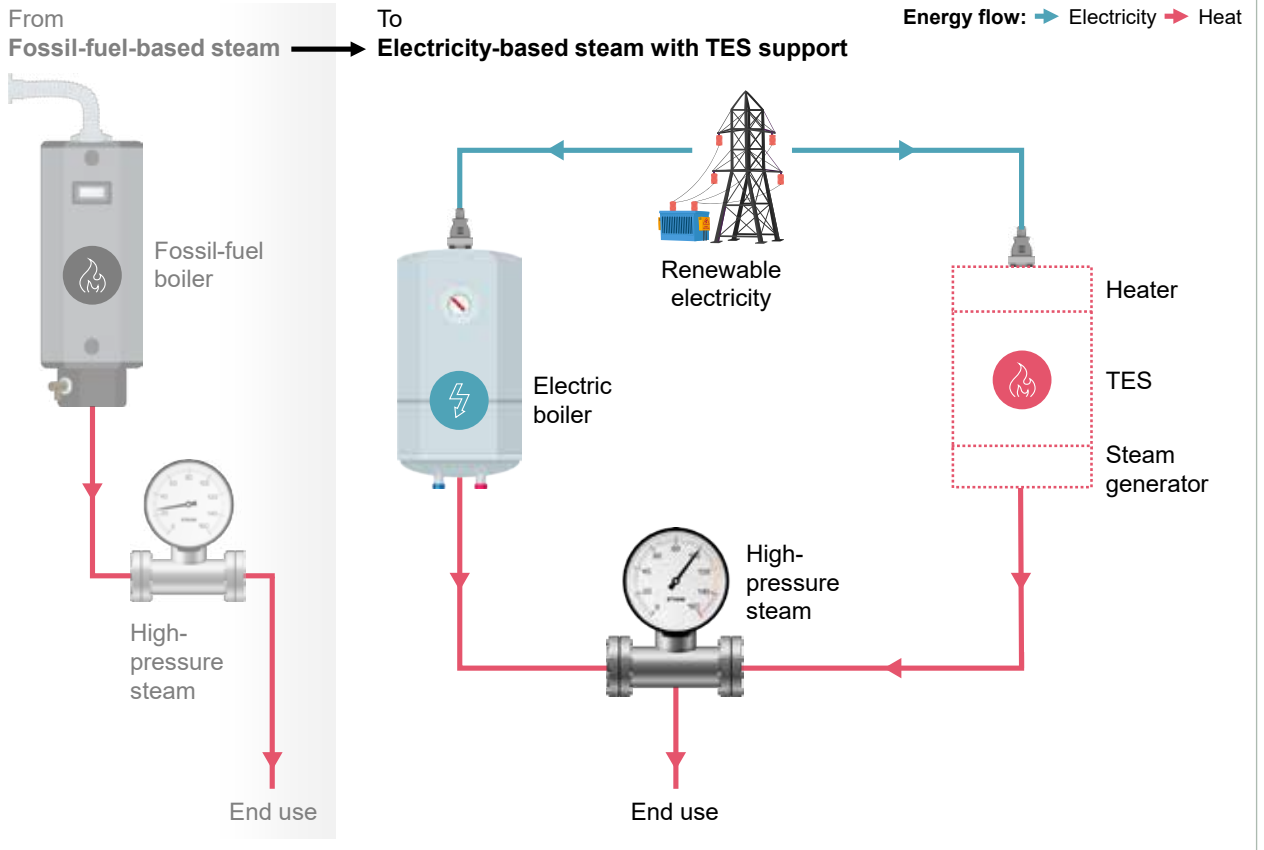 From
Fossil-fuel-based steam
To
Electricity-based steam with TES support
Energy flow: Electricity Heat
Fossil-fuel
boiler
High-
pressure
steam
End use
Renewable
electricity
Electric
boiler
Heater
TES
Steam
generator
High-
pressure
steam
End use